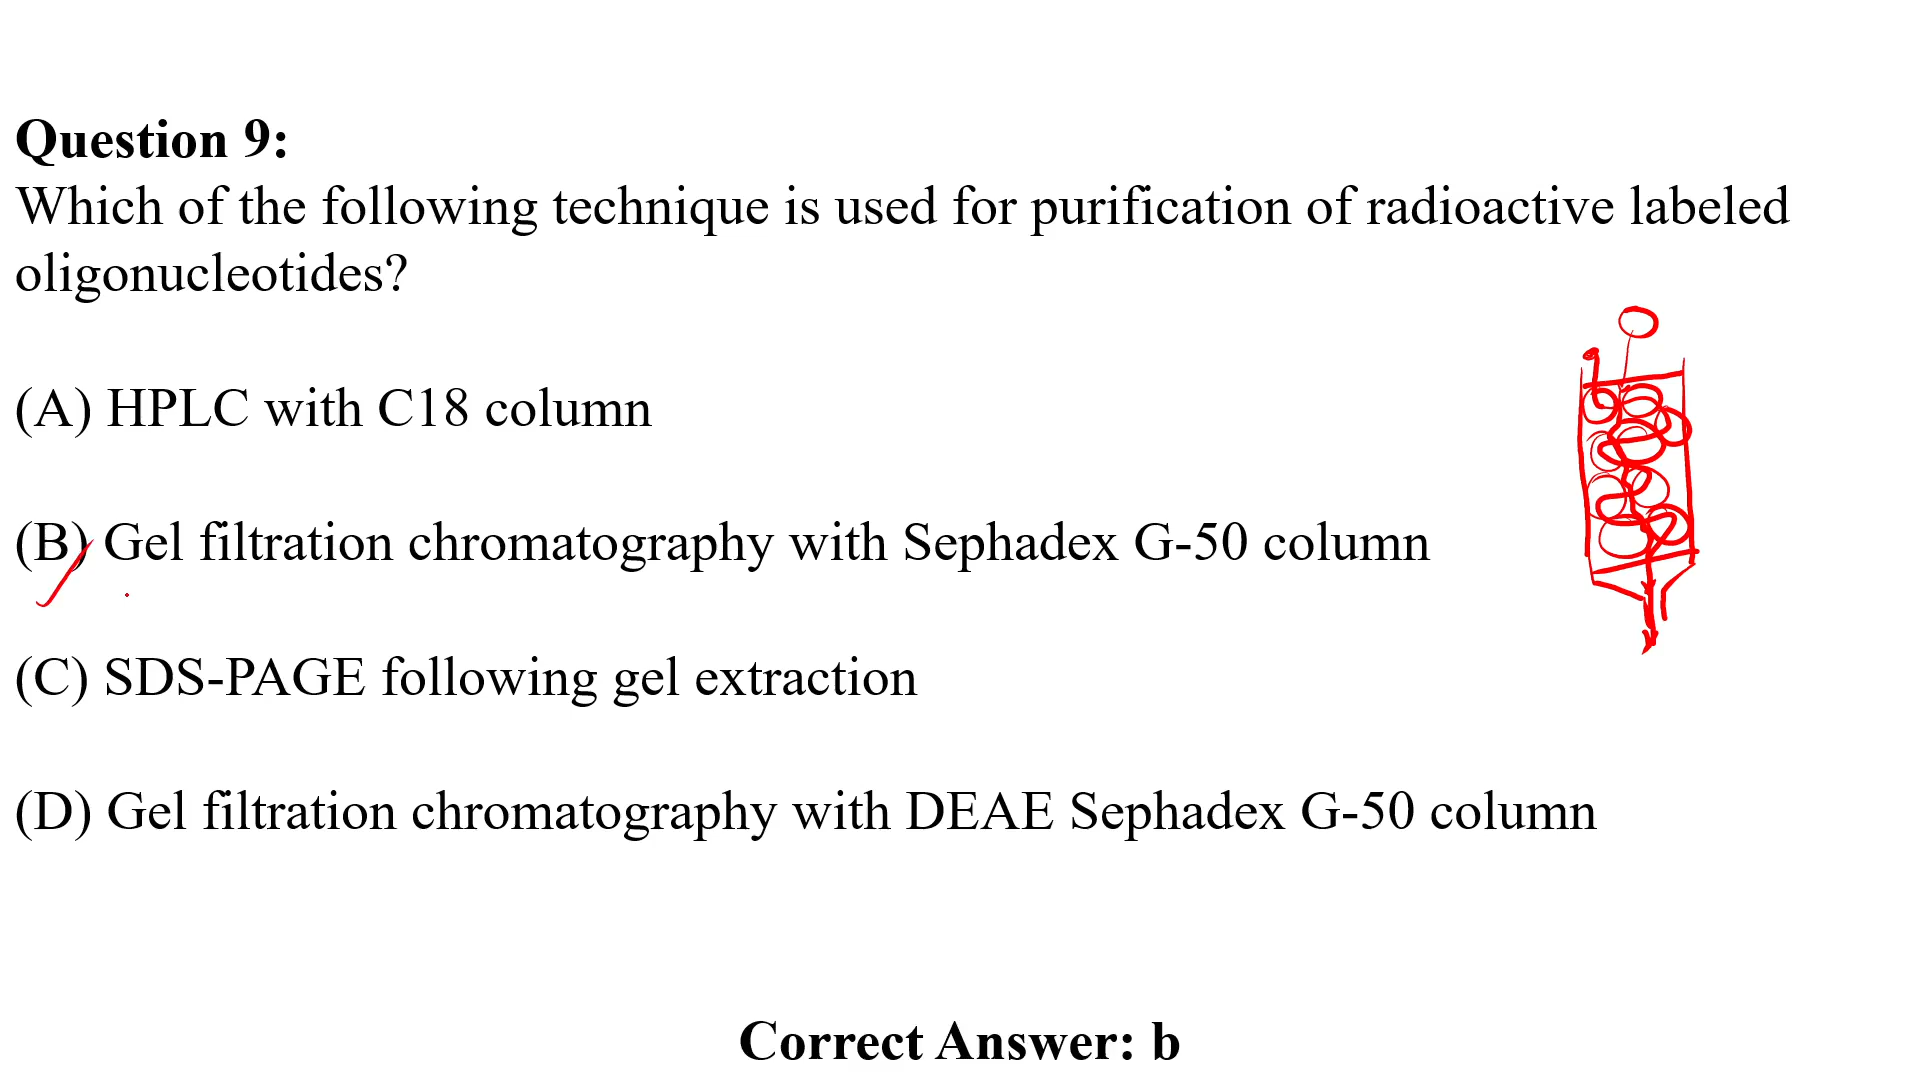 Question 9:
Which of the following technique is used for purification of radioactive labeled
oligonucleotides?
(A) HPLC with C18 column
(B) Gel filtration chromatography with Sephadex G-50 column
(C) SDS-PAGE following gel extraction
(D) Gel filtration chromatography with DEAE Sephadex G-50 column
Correct Answer: b